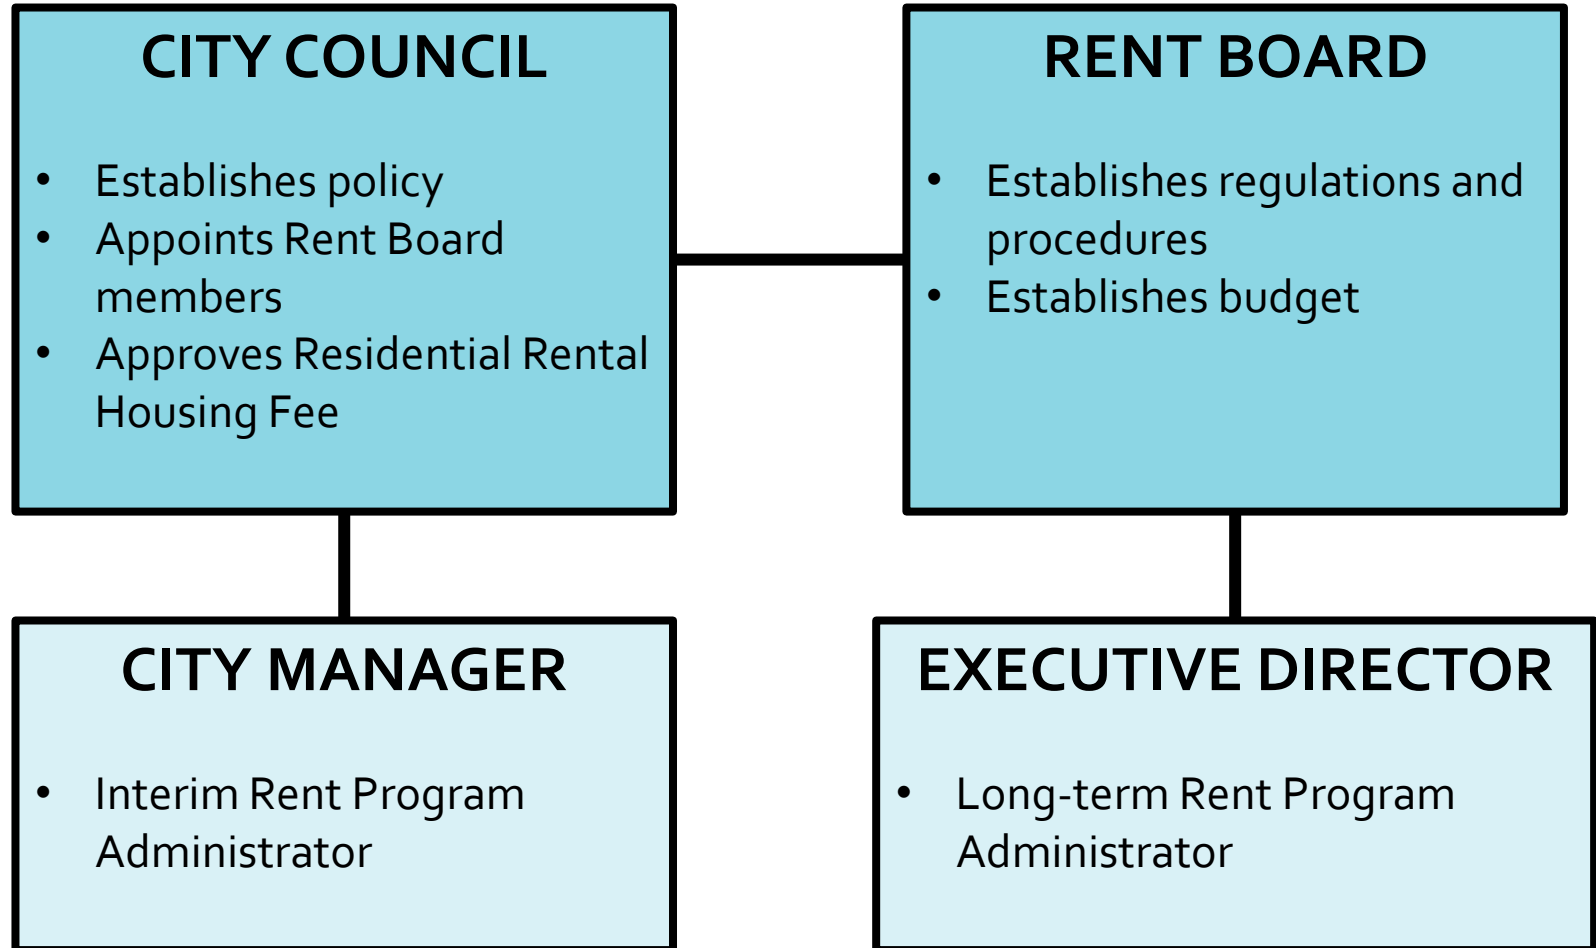 CITY COUNCIL
• Establishes policy
• Appoints Rent Board
members
• Approves Residential Rental
Housing Fee
RENT BOARD
• Establishes regulations and
procedures
• Establishes budget
CITY MANAGER
• Interim Rent Program
Administrator
EXECUTIVE DIRECTOR
• Long-term Rent Program
Administrator